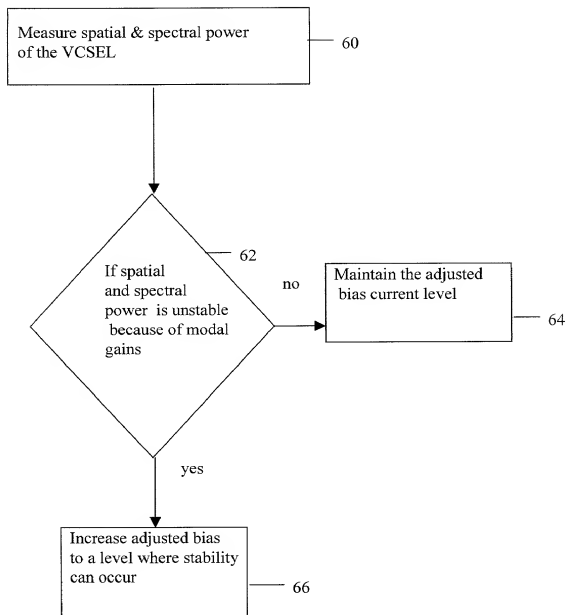 Measure spatial & spectral power
of the VCSEL
60
62
If spatial
and spectral
power is unstable
because of modal
gains
no
Maintain the adjusted
bias current level
64
yes
Increase adjusted bias
to a level where stability
can occur
66